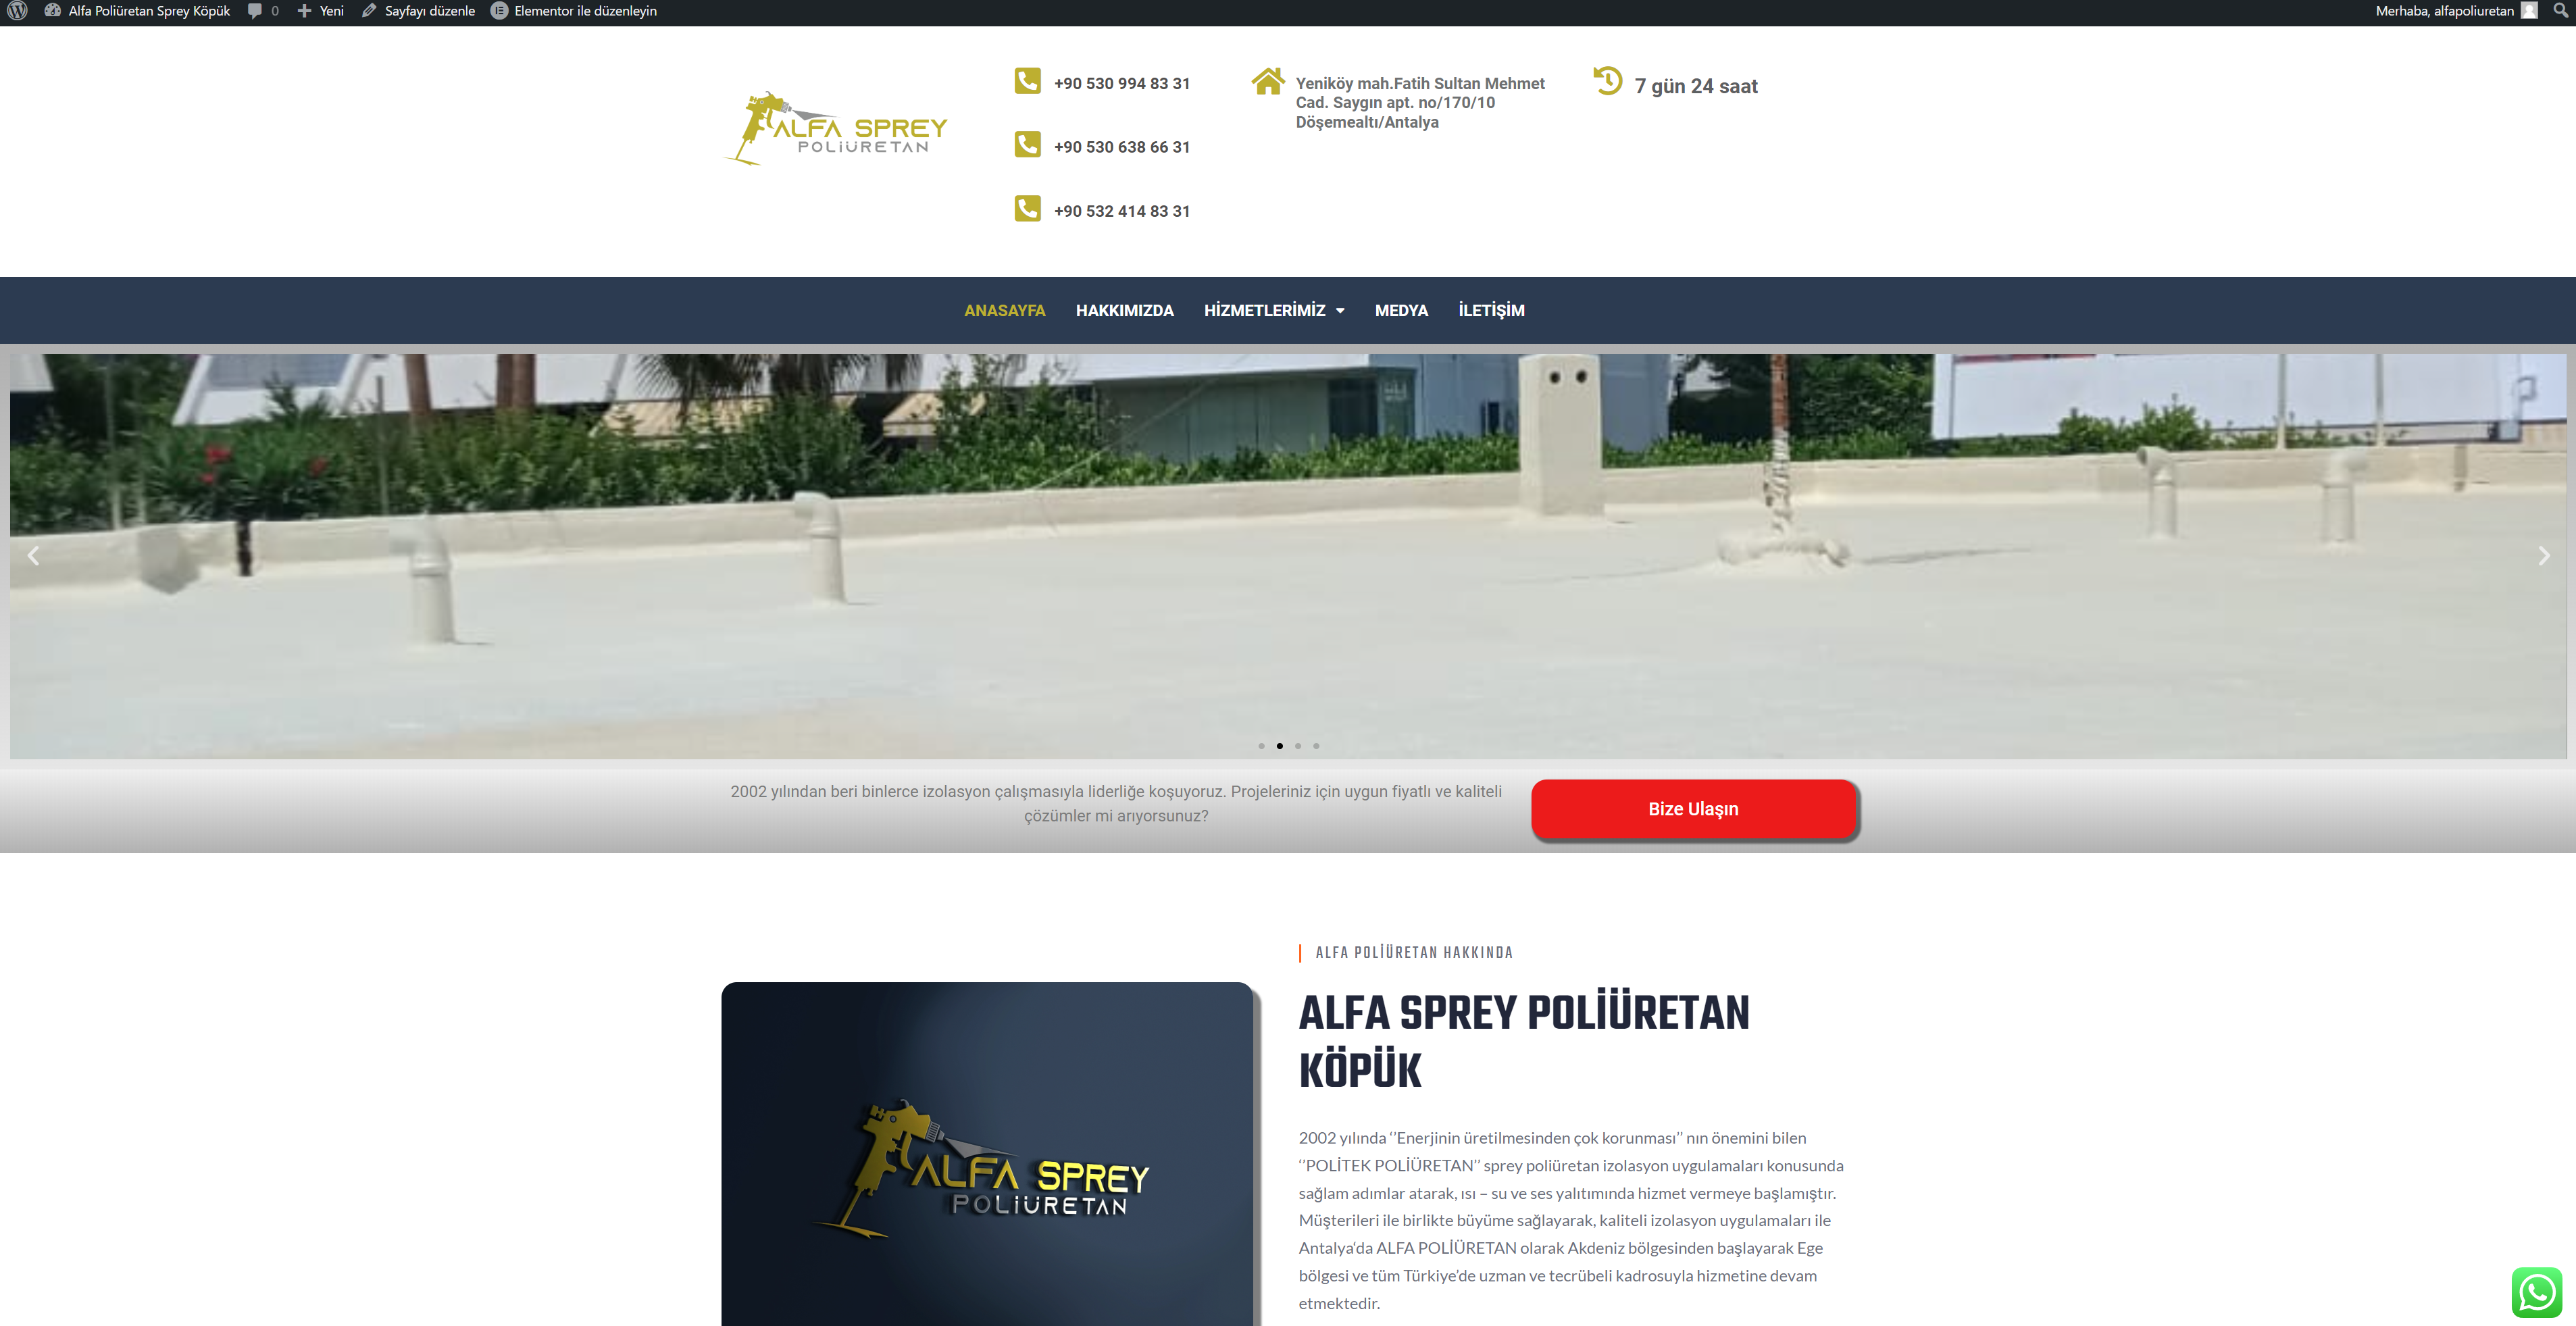 Alfa Poliüretan Sprey Köpük 0 Yeni Sayfayı düzenle Elementor ile düzenleyin Merhaba, alfapoliuretan
ALFA SPREY
POLİÜRETAN
+90 530 994 83 31
+90 530 638 66 31
+90 532 414 83 31
Yeniköy mah.Fatih Sultan Mehmet
Cad. Saygın apt. no/170/10
Döşemealtı/Antalya
7 gün 24 saat
ANASAYFA HAKKIMIZDA HİZMETLERİMİZ MEDYA İLETİŞİM
2002 yılından beri binlerce izolasyon çalışmasıyla liderliğe koşuyoruz. Projeleriniz için uygun fiyatlı ve kaliteli
çözümler mi arıyorsunuz?
Bize Ulaşın
ALFA SPREY
POLİÜRETAN
ALFA POLİÜRETAN HAKKINDA
ALFA SPREY POLİÜRETAN
KÖPÜK
2002 yılında ‘’Enerjinin üretilmesinden çok korunması’’ nın önemini bilen
‘’POLİTEK POLİÜRETAN’’ sprey poliüretan izolasyon uygulamaları konusunda
sağlam adımlar atarak, ısı – su ve ses yalıtımında hizmet vermeye başlamıştır.
Müşterileri ile birlikte büyüme sağlayarak, kaliteli izolasyon uygulamaları ile
Antalya‘da ALFA POLİÜRETAN olarak Akdeniz bölgesinden başlayarak Ege
bölgesi ve tüm Türkiye’de uzman ve tecrübeli kadrosuyla hizmetine devam
etmektedir.